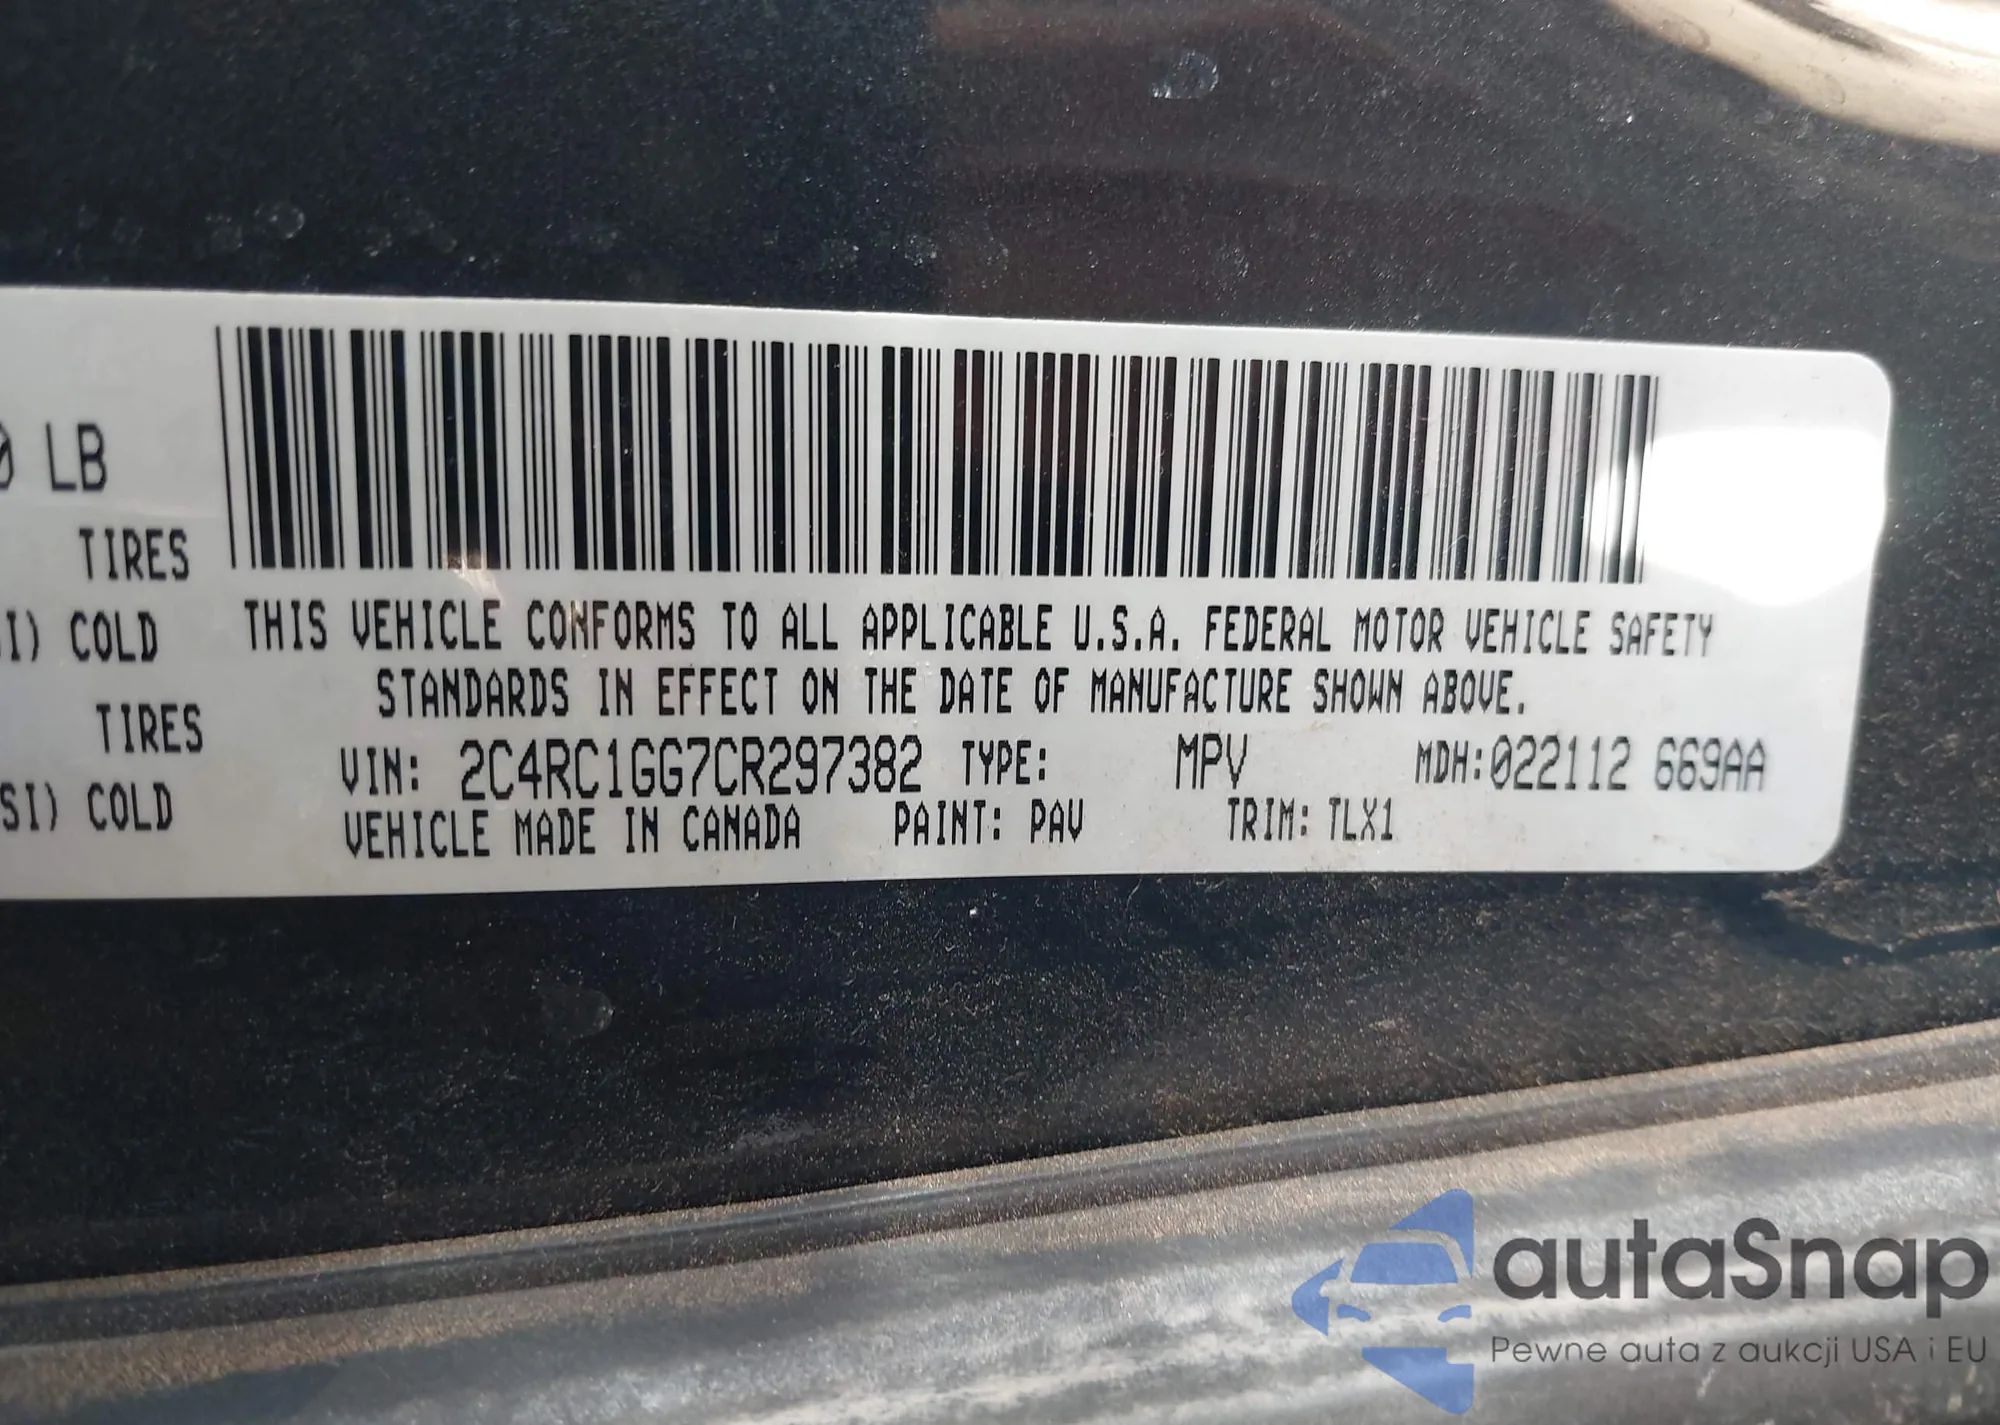 0 LB
TIRES
SI) COLD
TIRES
SI) COLD
THIS VEHICLE CONFORMS TO ALL APPLICABLE U.S.A. FEDERAL MOTOR VEHICLE SAFETY
STANDARDS IN EFFECT ON THE DATE OF MANUFACTURE SHOWN ABOVE.
VIN: 2C4RC1GG7CR297382 TYPE: MPV MDH:022112 669AA
VEHICLE MADE IN CANADA PAINT: PAV TRIM: TLX1
autaSnap
Pewne auta z aukcji USA i EU